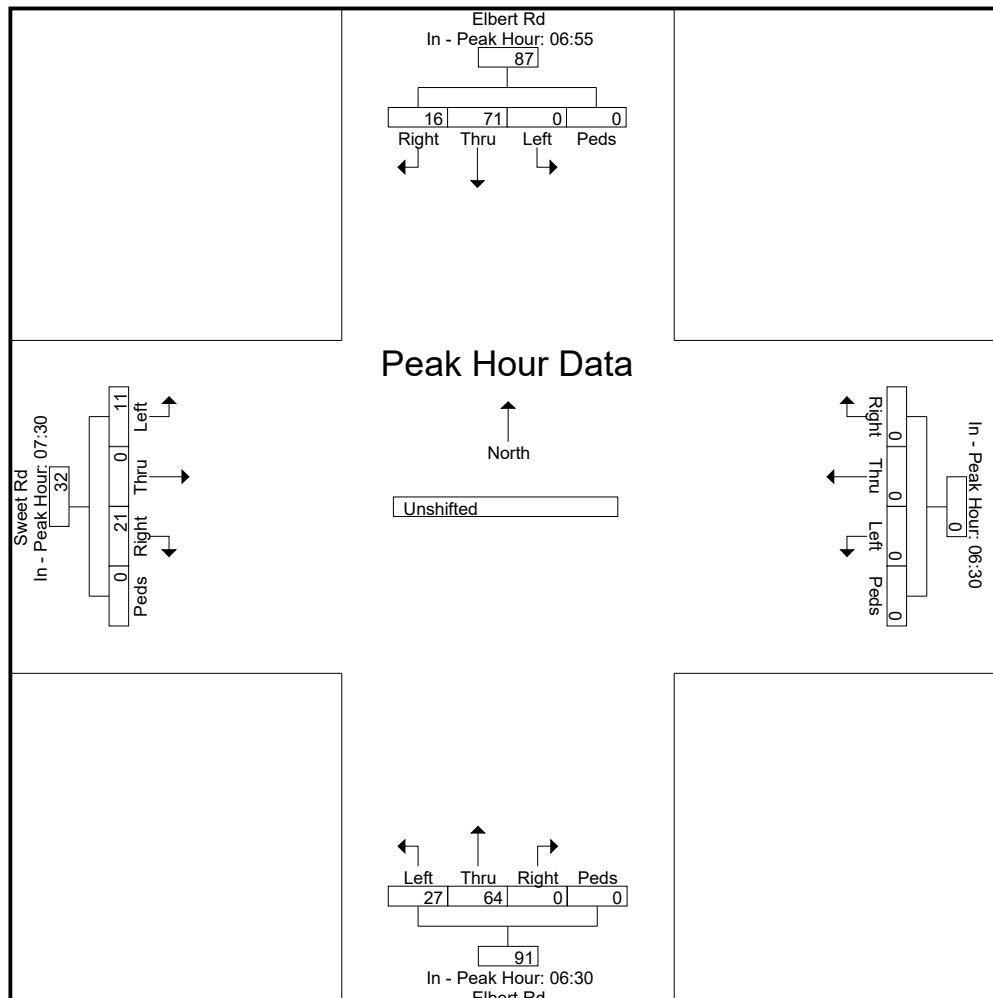 Elbert Rd
In - Peak Hour: 06:55
87
16 71 0 0
Right Thru Left Peds
Peak Hour Data
North
Unshifted
Sweet Rd
In - Peak Hour: 07:30
32
11 0 21 0
Left Thru Right Peds
In - Peak Hour: 06:30
0
0 0 0 0
Right Thru Left Peds
Left Thru Right Peds
27 64 0 0
91
In - Peak Hour: 06:30
Elbert Rd